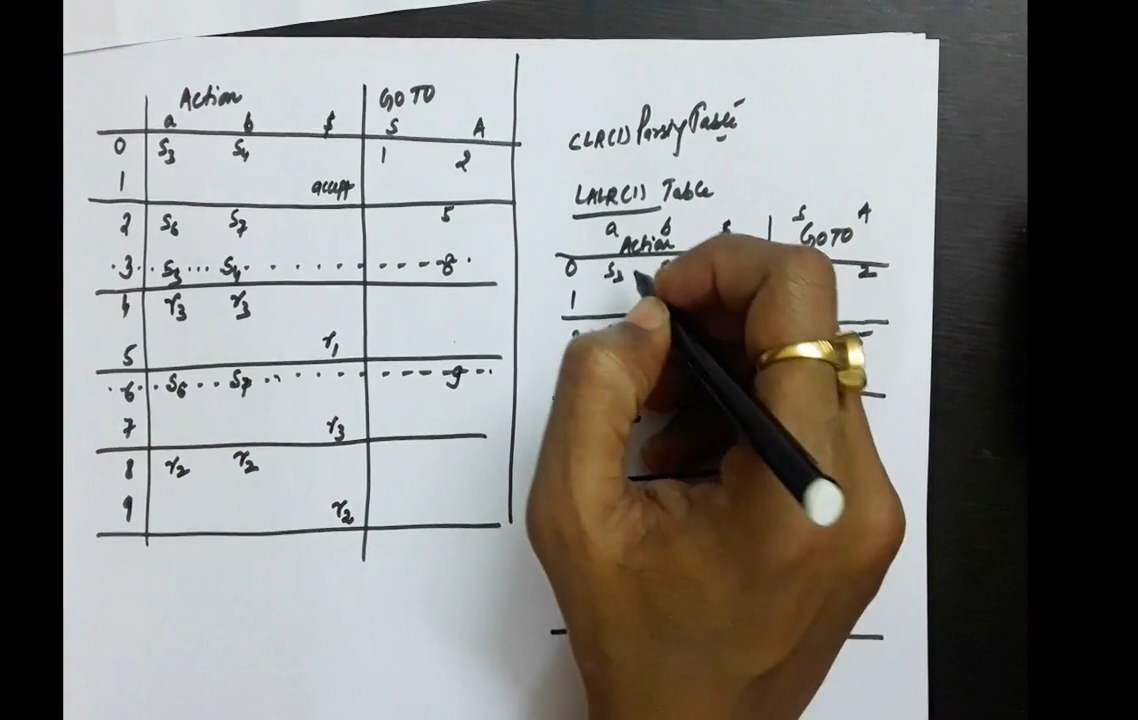 Action GOTO
a b $ S A
0 S3 S4 1 2
1 accept
2 S6 S7 5
3 S3 S4 8
4 r3 r3
5 r1
6 S6 S7 9
7 r3
8 r2 r2
9 r2
CLR(1) Parsing Table
LALR(1) Table
a b S A
Action GOTO
0 S3 2
1